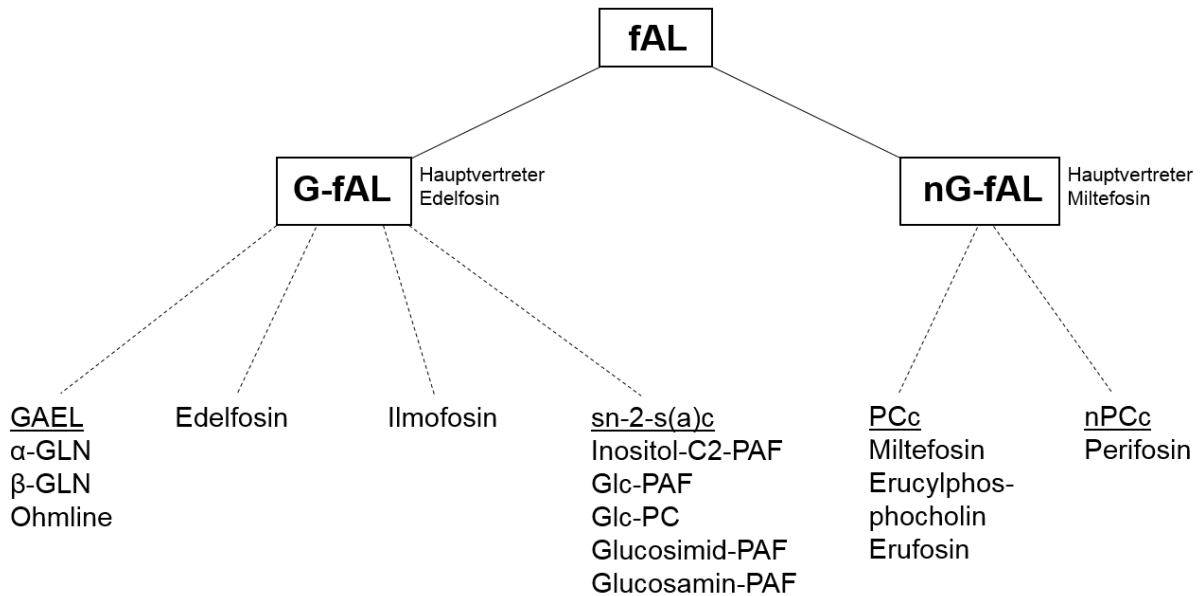 fAL
G-fAL
Hauptvertreter
Edelfosin
nG-fAL
Hauptvertreter
Miltefosin
GAEL
α-GLN
β-GLN
Ohmline
Edelfosin
Ilmofosin
sn-2-s(a)c
Inositol-C2-PAF
Glc-PAF
Glc-PC
Glucosimid-PAF
Glucosamin-PAF
PCc
Miltefosin
Erucylphos-
phocholin
Erufosin
nPCc
Perifosin